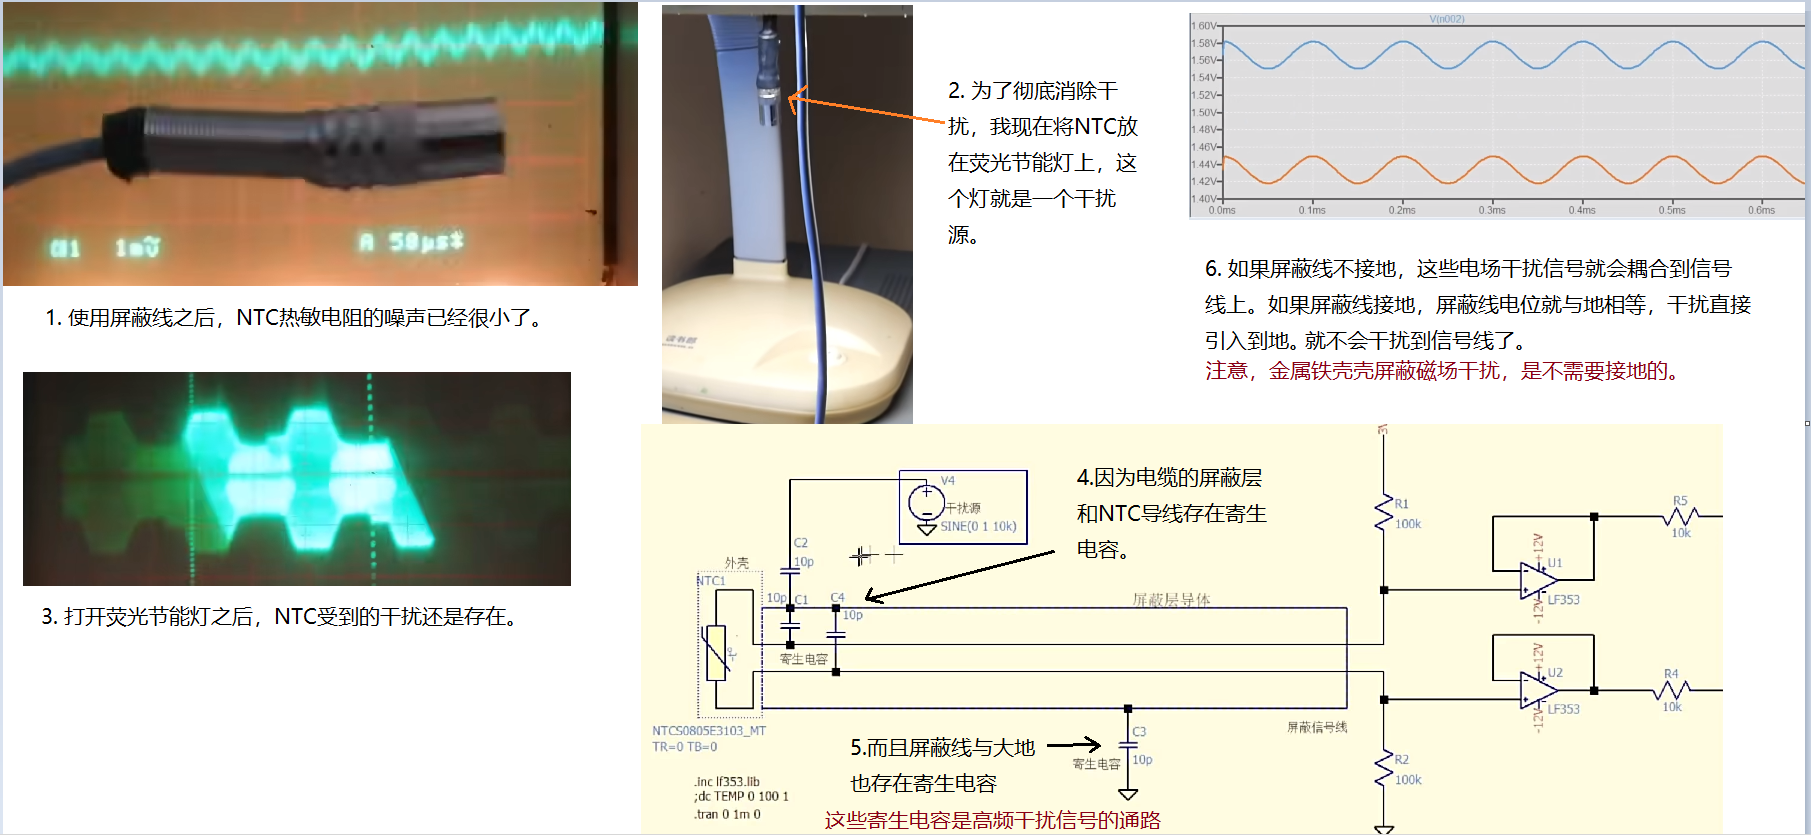 CH1 1mV A 50µs
1. 使用屏蔽线之后，NTC热敏电阻的噪声已经很小了。
2. 为了彻底消除干
扰，我现在将NTC放
在荧光节能灯上，这
个灯就是一个干扰
源。
3. 打开荧光节能灯之后，NTC受到的干扰还是存在。
V(n002)
1.60V
1.58V
1.56V
1.54V
1.52V
1.50V
1.48V
1.46V
1.44V
1.42V
1.40V
0.0ms 0.1ms 0.2ms 0.3ms 0.4ms 0.5ms 0.6ms
6. 如果屏蔽线不接地，这些电场干扰信号就会耦合到信号
线上。如果屏蔽线接地，屏蔽线电位就与地相等，干扰直接
引入到地。就不会干扰到信号线了。
注意，金属铁壳壳屏蔽磁场干扰，是不需要接地的。
4.因为电缆的屏蔽层
和NTC导线存在寄生
电容。
V4
干扰源
SINE(0 1 10k)
C2
10p
外壳
NTC1
10p C1
C4
10p
寄生电容
屏蔽层导体
屏蔽信号线
NTCS0805E3103_MT
TR=0 TB=0
.inc lf353.lib
;dc TEMP 0 100 1
.tran 0 1m 0
5.而且屏蔽线与大地
也存在寄生电容
C3
寄生电容
10p
这些寄生电容是高频干扰信号的通路
3V
R1
100k
R2
100k
+12V
U1
LF353
-12V
R5
10k
+12V
U2
LF353
-12V
R4
10k